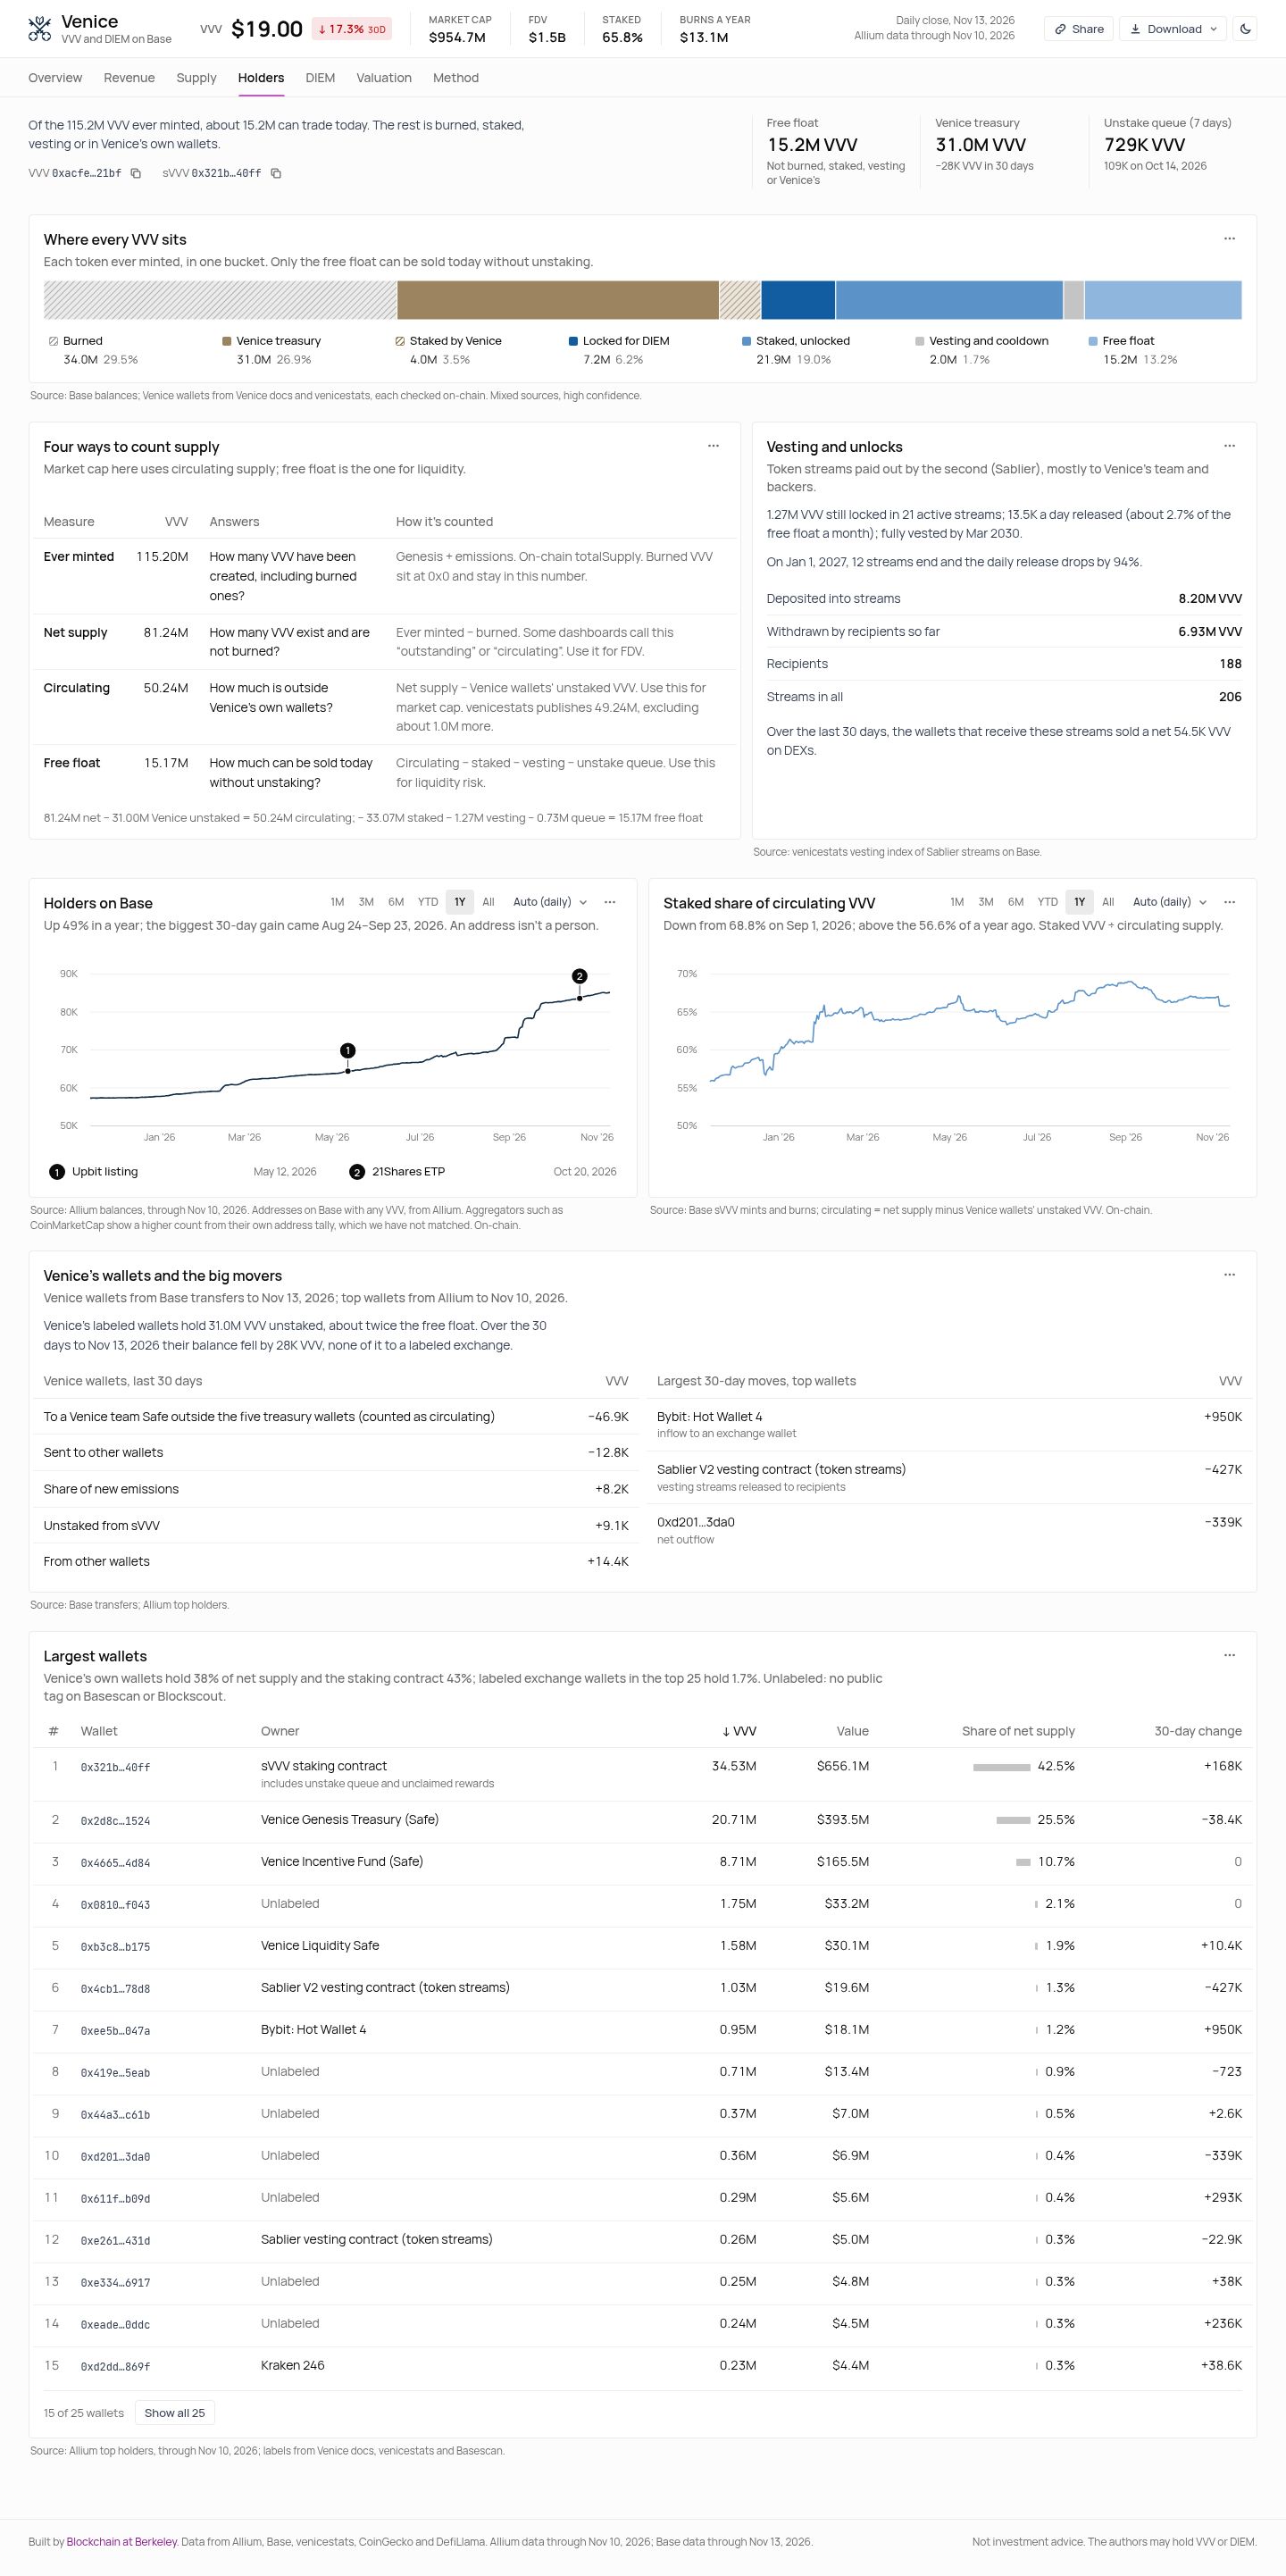 Venice
VVV and DIEM on Base
VVV $19.00 ↓ 17.3% 30D
MARKET CAP
$954.7M
FDV
$1.5B
STAKED
65.8%
BURNS A YEAR
$13.1M
Daily close, Nov 13, 2026
Allium data through Nov 10, 2026
Share
Download
Overview Revenue Supply Holders DIEM Valuation Method
Of the 115.2M VVV ever minted, about 15.2M can trade today. The rest is burned, staked,
vesting or in Venice's own wallets.
VVV 0xacfe…21bf sVVV 0x321b…40ff
Free float
15.2M VVV
Not burned, staked, vesting
or Venice's
Venice treasury
31.0M VVV
−28K VVV in 30 days
Unstake queue (7 days)
729K VVV
109K on Oct 14, 2026
Where every VVV sits
Each token ever minted, in one bucket. Only the free float can be sold today without unstaking.
Burned
34.0M 29.5%
Venice treasury
31.0M 26.9%
Staked by Venice
4.0M 3.5%
Locked for DIEM
7.2M 6.2%
Staked, unlocked
21.9M 19.0%
Vesting and cooldown
2.0M 1.7%
Free float
15.2M 13.2%
Source: Base balances; Venice wallets from Venice docs and venicestats, each checked on-chain. Mixed sources, high confidence.
Four ways to count supply
Market cap here uses circulating supply; free float is the one for liquidity.
Measure VVV Answers How it's counted
Ever minted 115.20M How many VVV have been Genesis + emissions. On-chain totalSupply. Burned VVV
created, including burned sit at 0x0 and stay in this number.
ones?
Net supply 81.24M How many VVV exist and are Ever minted − burned. Some dashboards call this
not burned? “outstanding” or “circulating”. Use it for FDV.
Circulating 50.24M How much is outside Net supply − Venice wallets' unstaked VVV. Use this for
Venice's own wallets? market cap. venicestats publishes 49.24M, excluding
about 1.0M more.
Free float 15.17M How much can be sold today Circulating − staked − vesting − unstake queue. Use this
without unstaking? for liquidity risk.
81.24M net − 31.00M Venice unstaked = 50.24M circulating; − 33.07M staked − 1.27M vesting − 0.73M queue = 15.17M free float
Vesting and unlocks
Token streams paid out by the second (Sablier), mostly to Venice's team and
backers.
1.27M VVV still locked in 21 active streams; 13.5K a day released (about 2.7% of the
free float a month); fully vested by Mar 2030.
On Jan 1, 2027, 12 streams end and the daily release drops by 94%.
Deposited into streams 8.20M VVV
Withdrawn by recipients so far 6.93M VVV
Recipients 188
Streams in all 206
Over the last 30 days, the wallets that receive these streams sold a net 54.5K VVV
on DEXs.
Source: venicestats vesting index of Sablier streams on Base.
Holders on Base 1M 3M 6M YTD 1Y All Auto (daily)
Up 49% in a year; the biggest 30-day gain came Aug 24–Sep 23, 2026. An address isn't a person.
90K
80K
70K
60K
50K
1
2
Jan '26 Mar '26 May '26 Jul '26 Sep '26 Nov '26
1 Upbit listing May 12, 2026 2 21Shares ETP Oct 20, 2026
Source: Allium balances, through Nov 10, 2026. Addresses on Base with any VVV, from Allium. Aggregators such as
CoinMarketCap show a higher count from their own address tally, which we have not matched. On-chain.
Staked share of circulating VVV 1M 3M 6M YTD 1Y All Auto (daily)
Down from 68.8% on Sep 1, 2026; above the 56.6% of a year ago. Staked VVV ÷ circulating supply.
70%
65%
60%
55%
50%
Jan '26 Mar '26 May '26 Jul '26 Sep '26 Nov '26
Source: Base sVVV mints and burns; circulating = net supply minus Venice wallets' unstaked VVV. On-chain.
Venice's wallets and the big movers
Venice wallets from Base transfers to Nov 13, 2026; top wallets from Allium to Nov 10, 2026.
Venice's labeled wallets hold 31.0M VVV unstaked, about twice the free float. Over the 30
days to Nov 13, 2026 their balance fell by 28K VVV, none of it to a labeled exchange.
Venice wallets, last 30 days VVV
To a Venice team Safe outside the five treasury wallets (counted as circulating) −46.9K
Sent to other wallets −12.8K
Share of new emissions +8.2K
Unstaked from sVVV +9.1K
From other wallets +14.4K
Largest 30-day moves, top wallets VVV
Bybit: Hot Wallet 4 +950K
inflow to an exchange wallet
Sablier V2 vesting contract (token streams) −427K
vesting streams released to recipients
0xd201…3da0 −339K
net outflow
Source: Base transfers; Allium top holders.
Largest wallets
Venice's own wallets hold 38% of net supply and the staking contract 43%; labeled exchange wallets in the top 25 hold 1.7%. Unlabeled: no public
tag on Basescan or Blockscout.
# Wallet Owner ↓ VVV Value Share of net supply 30-day change
1 0x321b…40ff sVVV staking contract 34.53M $656.1M 42.5% +168K
includes unstake queue and unclaimed rewards
2 0x2d8c…1524 Venice Genesis Treasury (Safe) 20.71M $393.5M 25.5% −38.4K
3 0x4665…4d84 Venice Incentive Fund (Safe) 8.71M $165.5M 10.7% 0
4 0x0810…f043 Unlabeled 1.75M $33.2M 2.1% 0
5 0xb3c8…b175 Venice Liquidity Safe 1.58M $30.1M 1.9% +10.4K
6 0x4cb1…78d8 Sablier V2 vesting contract (token streams) 1.03M $19.6M 1.3% −427K
7 0xee5b…047a Bybit: Hot Wallet 4 0.95M $18.1M 1.2% +950K
8 0x419e…5eab Unlabeled 0.71M $13.4M 0.9% −723
9 0x44a3…c61b Unlabeled 0.37M $7.0M 0.5% +2.6K
10 0xd201…3da0 Unlabeled 0.36M $6.9M 0.4% −339K
11 0x611f…b09d Unlabeled 0.29M $5.6M 0.4% +293K
12 0xe261…431d Sablier vesting contract (token streams) 0.26M $5.0M 0.3% −22.9K
13 0xe334…6917 Unlabeled 0.25M $4.8M 0.3% +38K
14 0xeade…0ddc Unlabeled 0.24M $4.5M 0.3% +236K
15 0xd2dd…869f Kraken 246 0.23M $4.4M 0.3% +38.6K
15 of 25 wallets Show all 25
Source: Allium top holders, through Nov 10, 2026; labels from Venice docs, venicestats and Basescan.
Built by Blockchain at Berkeley. Data from Allium, Base, venicestats, CoinGecko and DefiLlama. Allium data through Nov 10, 2026; Base data through Nov 13, 2026.
Not investment advice. The authors may hold VVV or DIEM.